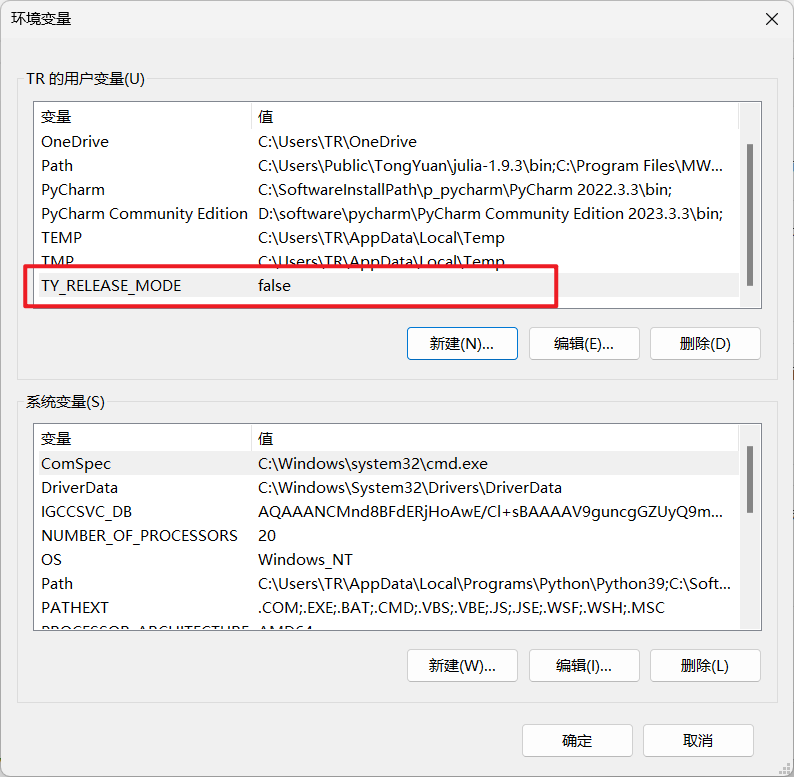 环境变量
TR 的用户变量(U)
变量 值
OneDrive C:\Users\TR\OneDrive
Path C:\Users\Public\TongYuan\julia-1.9.3\bin;C:\Program Files\MW...
PyCharm C:\SoftwareInstallPath\p_pycharm\PyCharm 2022.3.3\bin;
PyCharm Community Edition D:\software\pycharm\PyCharm Community Edition 2023.3.3\bin;
TEMP C:\Users\TR\AppData\Local\Temp
TMP C:\Users\TR\AppData\Local\Temp
TY_RELEASE_MODE false
新建(N)... 编辑(E)... 删除(D)
系统变量(S)
变量 值
ComSpec C:\Windows\system32\cmd.exe
DriverData C:\Windows\System32\Drivers\DriverData
IGCCSVC_DB AQAAANCMnd8BFdERjHoAwE/Cl+sBAAAAV9guncgGZUyQ9m...
NUMBER_OF_PROCESSORS 20
OS Windows_NT
Path C:\Users\TR\AppData\Local\Programs\Python\Python39;C:\Soft...
PATHEXT .COM;.EXE;.BAT;.CMD;.VBS;.VBE;.JS;.JSE;.WSF;.WSH;.MSC
PROCESSOR_ARCHITECTURE AMD64
新建(W)... 编辑(I)... 删除(L)
确定 取消